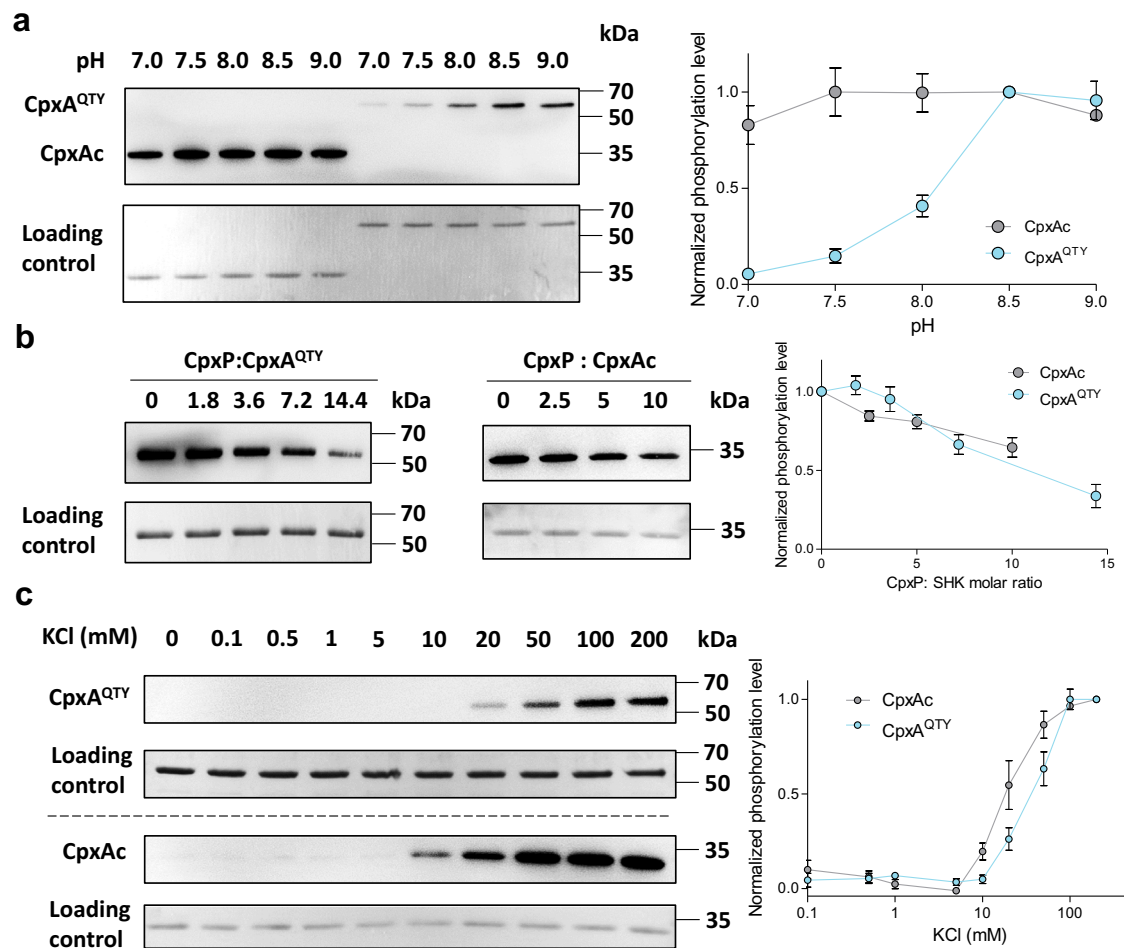 a
kDa
pH 7.0 7.5 8.0 8.5 9.0 7.0 7.5 8.0 8.5 9.0
CpxA^QTY
CpxAc
70
50
35
Loading control
70
50
35
Normalized phosphorylation level
1.0
0.5
0.0
CpxAc
CpxA^QTY
7.0 7.5 8.0 8.5 9.0
pH
b
CpxP:CpxA^QTY
0 1.8 3.6 7.2 14.4 kDa
70
50
Loading control
70
50
CpxP : CpxAc
0 2.5 5 10 kDa
35
Loading control
35
Normalized phosphorylation level
1.0
0.5
0.0
CpxAc
CpxA^QTY
0 5 10 15
CpxP: SHK molar ratio
c
KCl (mM) 0 0.1 0.5 1 5 10 20 50 100 200 kDa
CpxA^QTY
70
50
Loading control
70
50
CpxAc
35
Loading control
35
Normalized phosphorylation level
1.0
0.5
0.0
CpxAc
CpxA^QTY
0.1 1 10 100
KCl (mM)